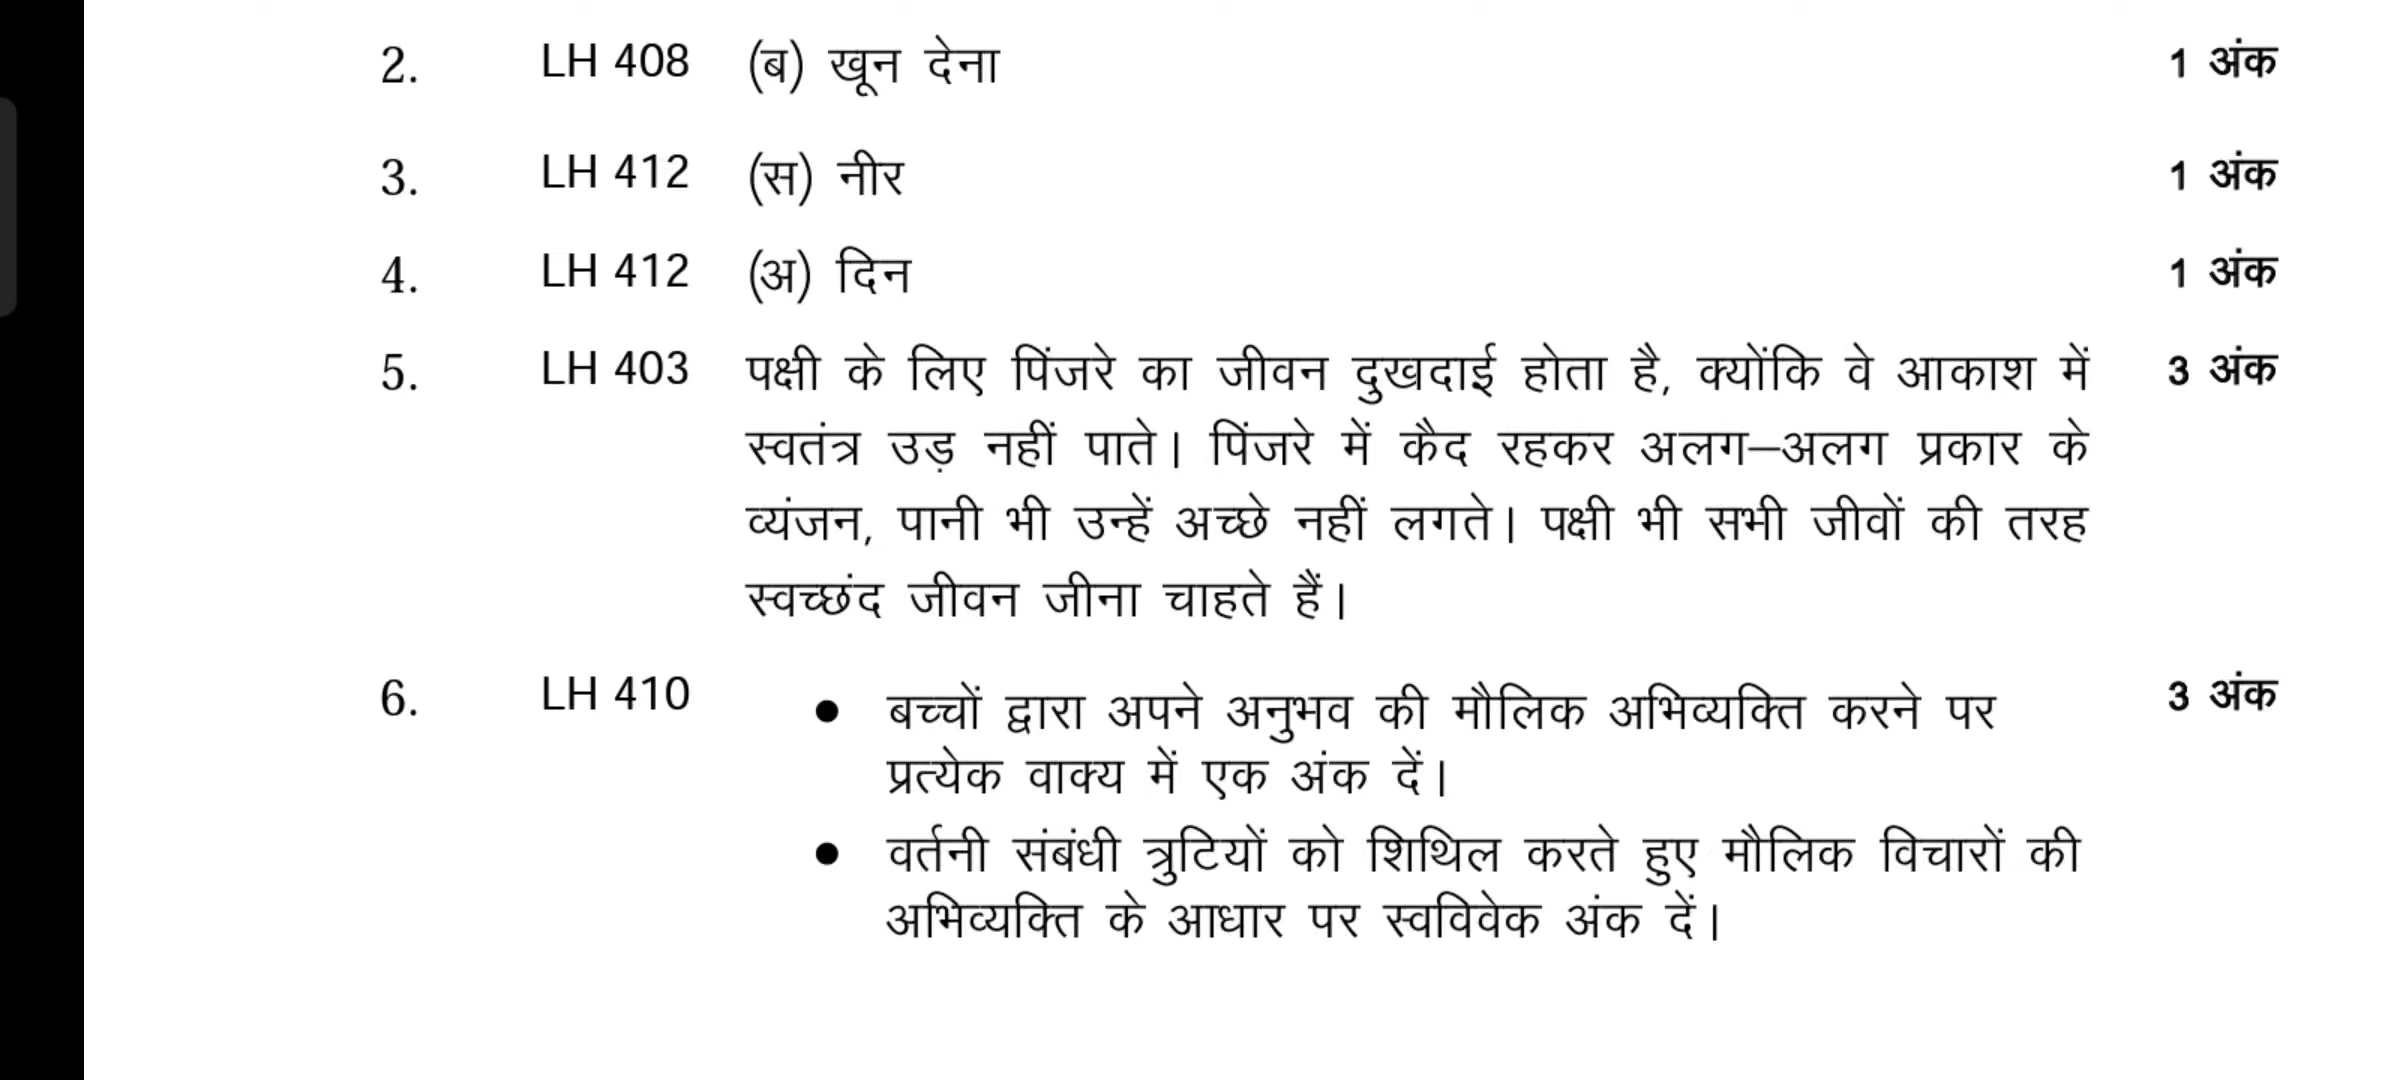 2. LH 408 (ब) खून देना 1 अंक
3. LH 412 (स) नीर 1 अंक
4. LH 412 (अ) दिन 1 अंक
5. LH 403 पक्षी के लिए पिंजरे का जीवन दुखदाई होता है, क्योंकि वे आकाश में 3 अंक
स्वतंत्र उड़ नहीं पाते। पिंजरे में कैद रहकर अलग–अलग प्रकार के
व्यंजन, पानी भी उन्हें अच्छे नहीं लगते। पक्षी भी सभी जीवों की तरह
स्वच्छंद जीवन जीना चाहते हैं।
6. LH 410 • बच्चों द्वारा अपने अनुभव की मौलिक अभिव्यक्ति करने पर 3 अंक
प्रत्येक वाक्य में एक अंक दें।
• वर्तनी संबंधी त्रुटियों को शिथिल करते हुए मौलिक विचारों की
अभिव्यक्ति के आधार पर स्वविवेक अंक दें।